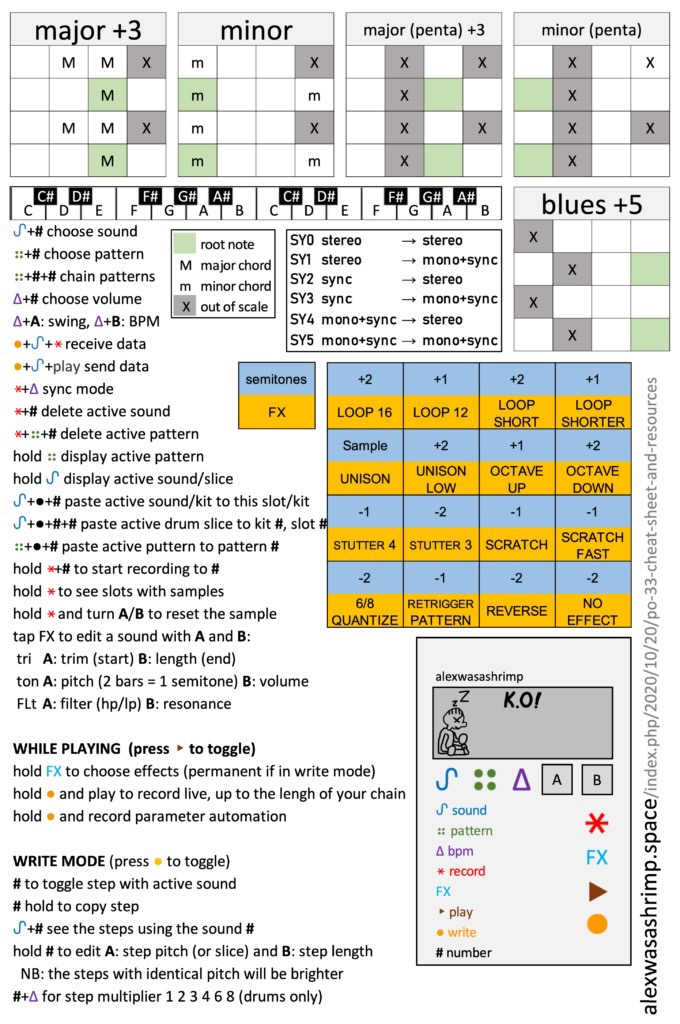 major +3
M M X
M
M M X
M
minor
m X
m m
m X
m m
major (penta) +3
X X
X
X X
X
minor (penta)
X X
X
X X
X
C# D# F# G# A# C# D# F# G# A#
C D E F G A B C D E F G A B
blues +5
X
X
X
X
∿+# choose sound
::+# choose pattern
::+#+# chain patterns
Δ+# choose volume
Δ+A: swing, Δ+B: BPM
●+∿+* receive data
●+∿+play send data
*+Δ sync mode
*+# delete active sound
*+::+# delete active pattern
hold :: display active pattern
hold ∿ display active sound/slice
∿+●+# paste active sound/kit to this slot/kit
∿+●+#+# paste active drum slice to kit #, slot #
::+●+# paste active puttern to pattern #
hold *+# to start recording to #
hold * to see slots with samples
hold * and turn A/B to reset the sample
tap FX to edit a sound with A and B:
tri A: trim (start) B: length (end)
ton A: pitch (2 bars = 1 semitone) B: volume
FLt A: filter (hp/lp) B: resonance
root note
M major chord
m minor chord
X out of scale
SY0 stereo → stereo
SY1 stereo → mono+sync
SY2 sync → stereo
SY3 sync → mono+sync
SY4 mono+sync → stereo
SY5 mono+sync → mono+sync
semitones
FX
+2 +1 +2 +1
LOOP 16 LOOP 12 LOOP SHORT LOOP SHORTER
Sample +2 +1 +2
UNISON UNISON LOW OCTAVE UP OCTAVE DOWN
-1 -2 -1 -1
STUTTER 4 STUTTER 3 SCRATCH SCRATCH FAST
-2 -1 -2 -2
6/8 QUANTIZE RETRIGGER PATTERN REVERSE NO EFFECT
WHILE PLAYING (press ▸ to toggle)
hold FX to choose effects (permanent if in write mode)
hold ● and play to record live, up to the lengh of your chain
hold ● and record parameter automation
WRITE MODE (press ● to toggle)
# to toggle step with active sound
# hold to copy step
∿+# see the steps using the sound #
hold # to edit A: step pitch (or slice) and B: step length
NB: the steps with identical pitch will be brighter
#+Δ for step multiplier 1 2 3 4 6 8 (drums only)
alexwasashrimp
z Z
K.O!
A B
∿ sound
:: pattern
Δ bpm
* record
FX
▸ play
● write
# number
FX
alexwasashrimp.space/index.php/2020/10/20/po-33-cheat-sheet-and-resources